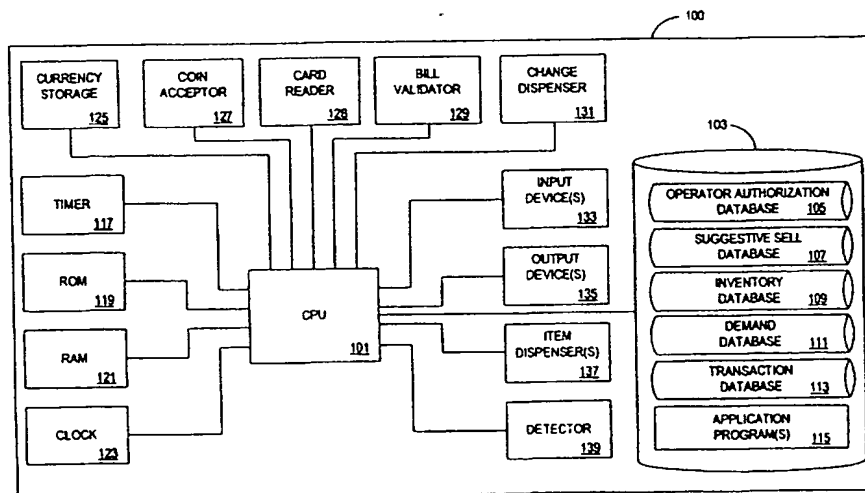 100
CURRENCY
STORAGE
125
COIN
ACCEPTOR
127
CARD
READER
128
BILL
VALIDATOR
129
CHANGE
DISPENSER
131
103
TIMER
117
ROM
119
RAM
121
CLOCK
123
CPU
101
INPUT
DEVICE(S)
133
OUTPUT
DEVICE(S)
135
ITEM
DISPENSER(S)
137
DETECTOR
139
OPERATOR AUTHORIZATION
DATABASE 105
SUGGESTIVE SELL
DATABASE 107
INVENTORY
DATABASE 109
DEMAND
DATABASE 111
TRANSACTION
DATABASE 113
APPLICATION
PROGRAM(S) 115